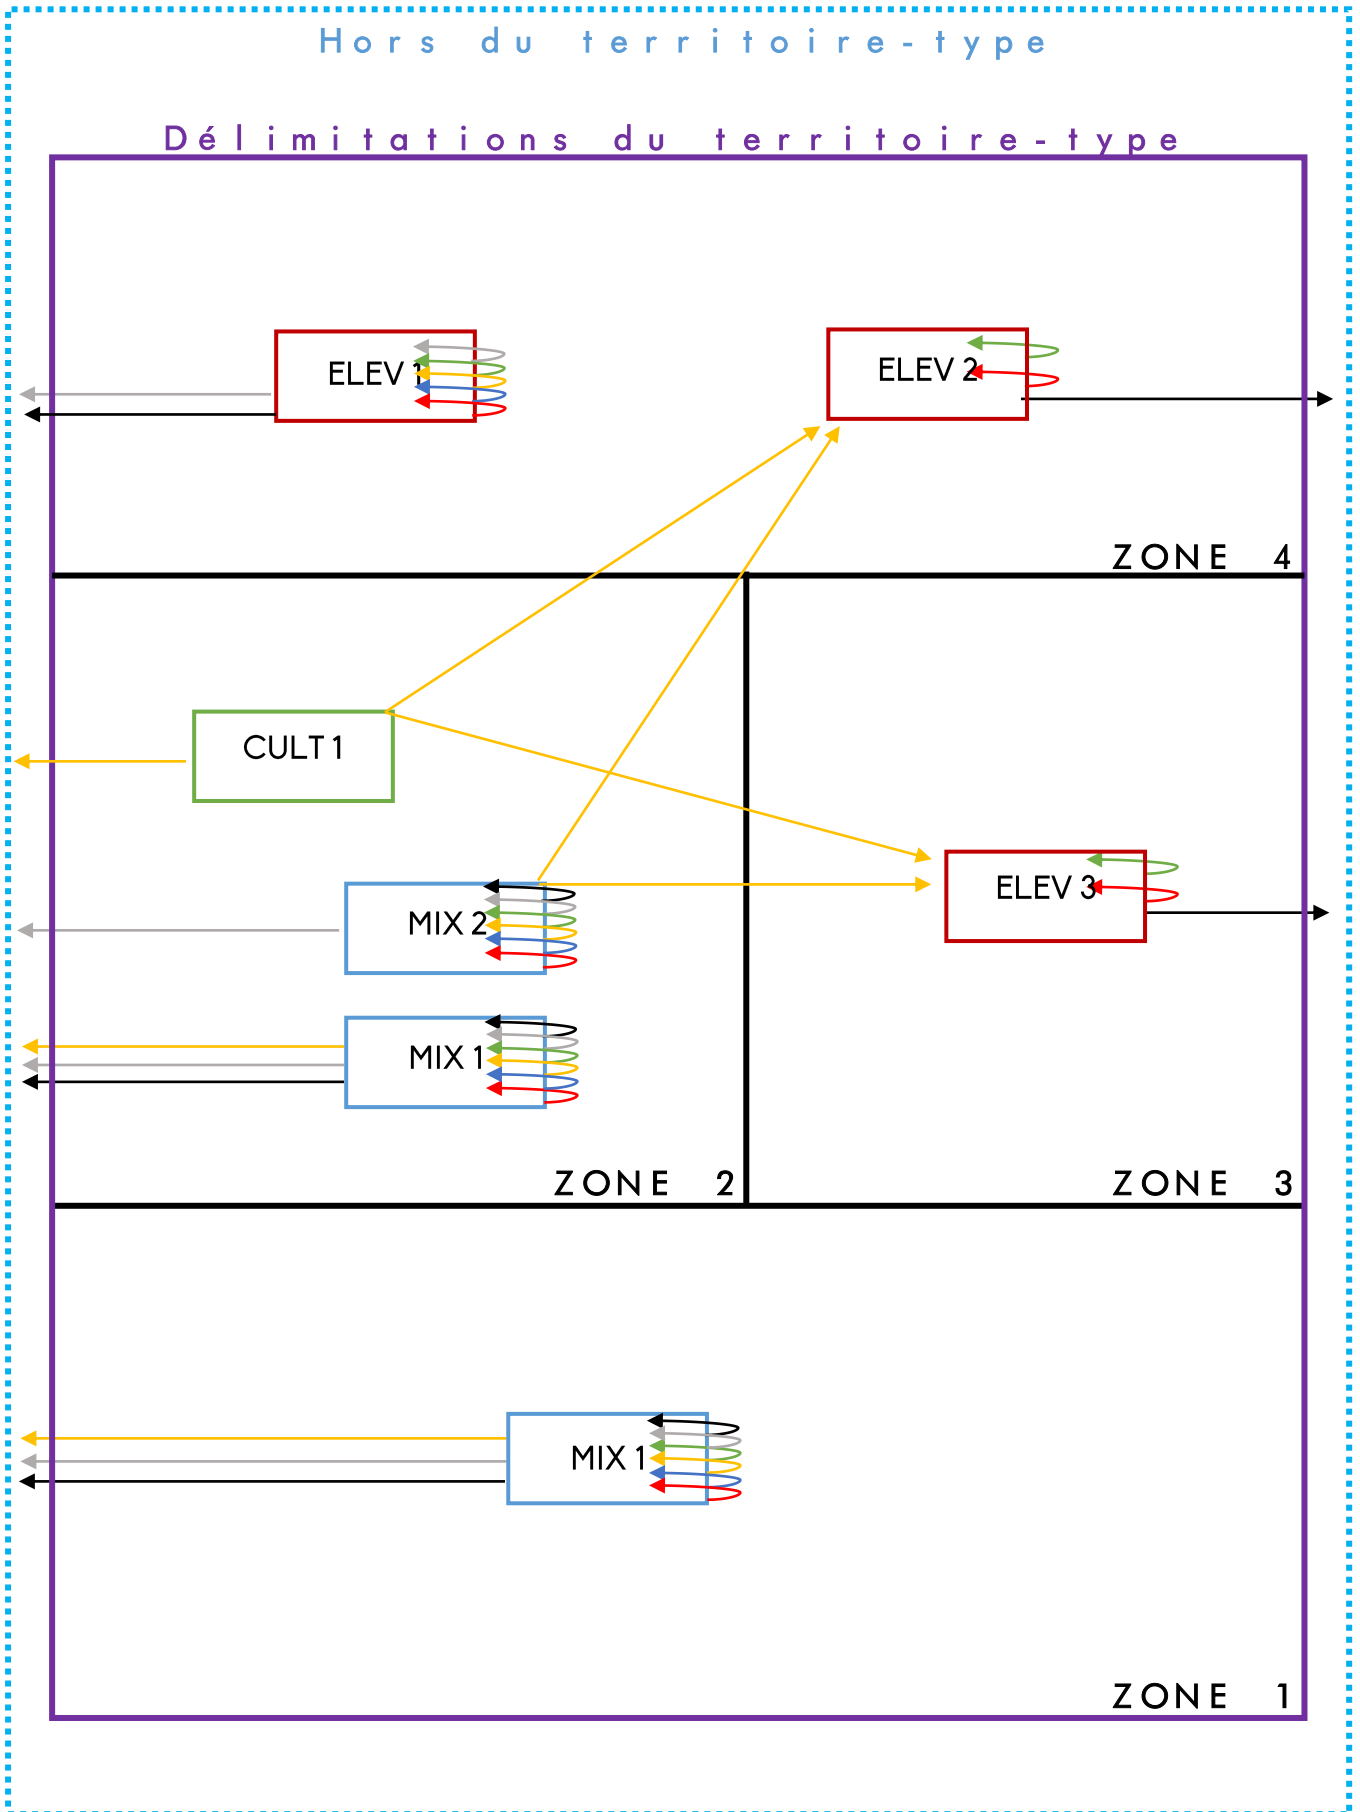 Hors du territoire-type
Délimitations du territoire-type
ELEV 1
ELEV 2
ZONE 4
CULT 1
MIX 2
ELEV 3
MIX 1
ZONE 2
ZONE 3
MIX 1
ZONE 1